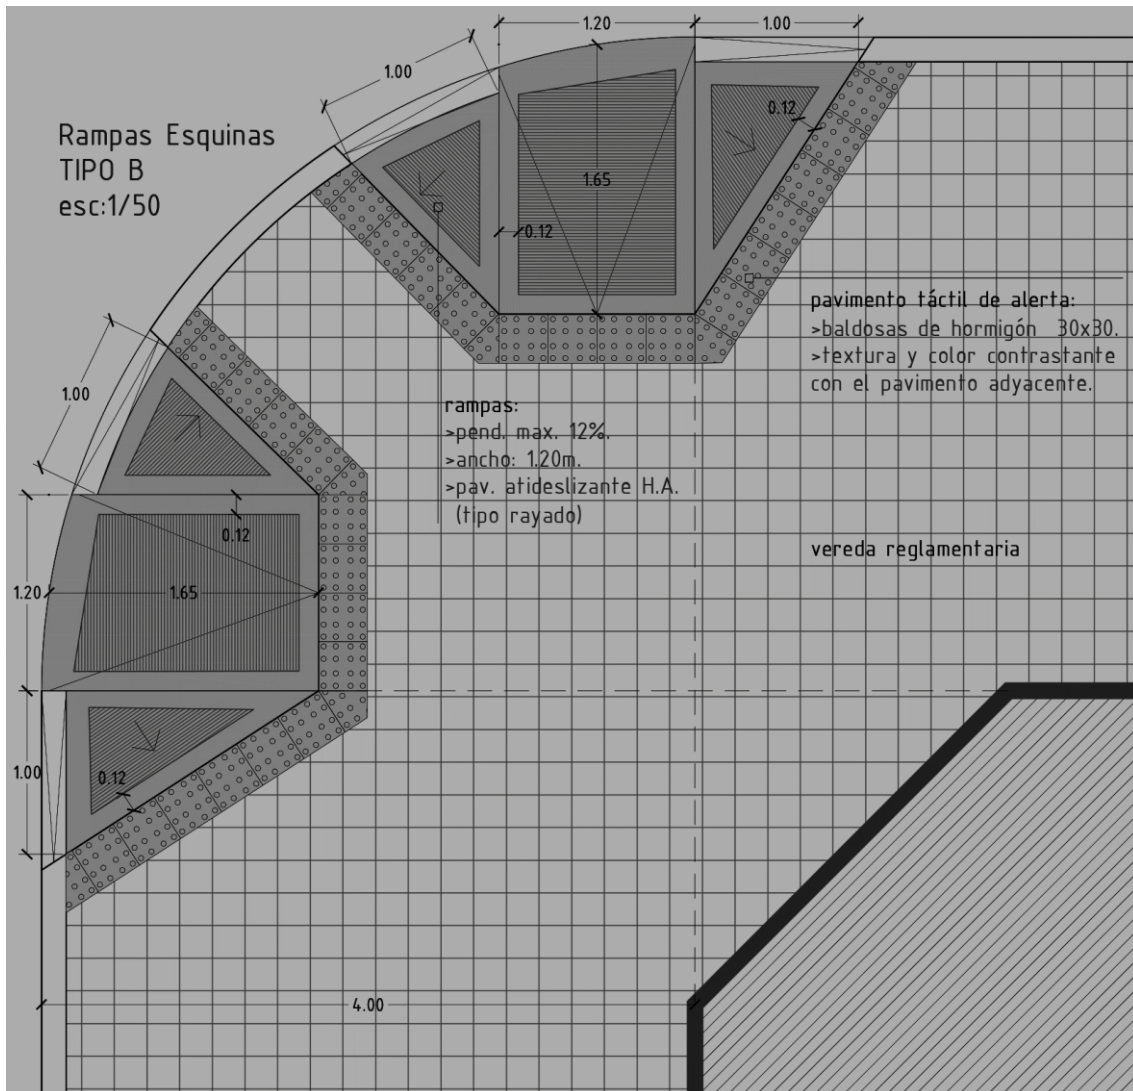 1.20
1.00
1.00
Rampas Esquinas
TIPO B
esc:1/50
0.12
1.65
0.12
pavimento táctil de alerta:
>baldosas de hormigón 30x30.
>textura y color contrastante
con el pavimento adyacente.
1.00
rampas:
>pend. max. 12%.
>ancho: 1.20m.
>pav. atideslizante H.A.
(tipo rayado)
0.12
vereda reglamentaria
1.20
1.65
1.00
0.12
4.00